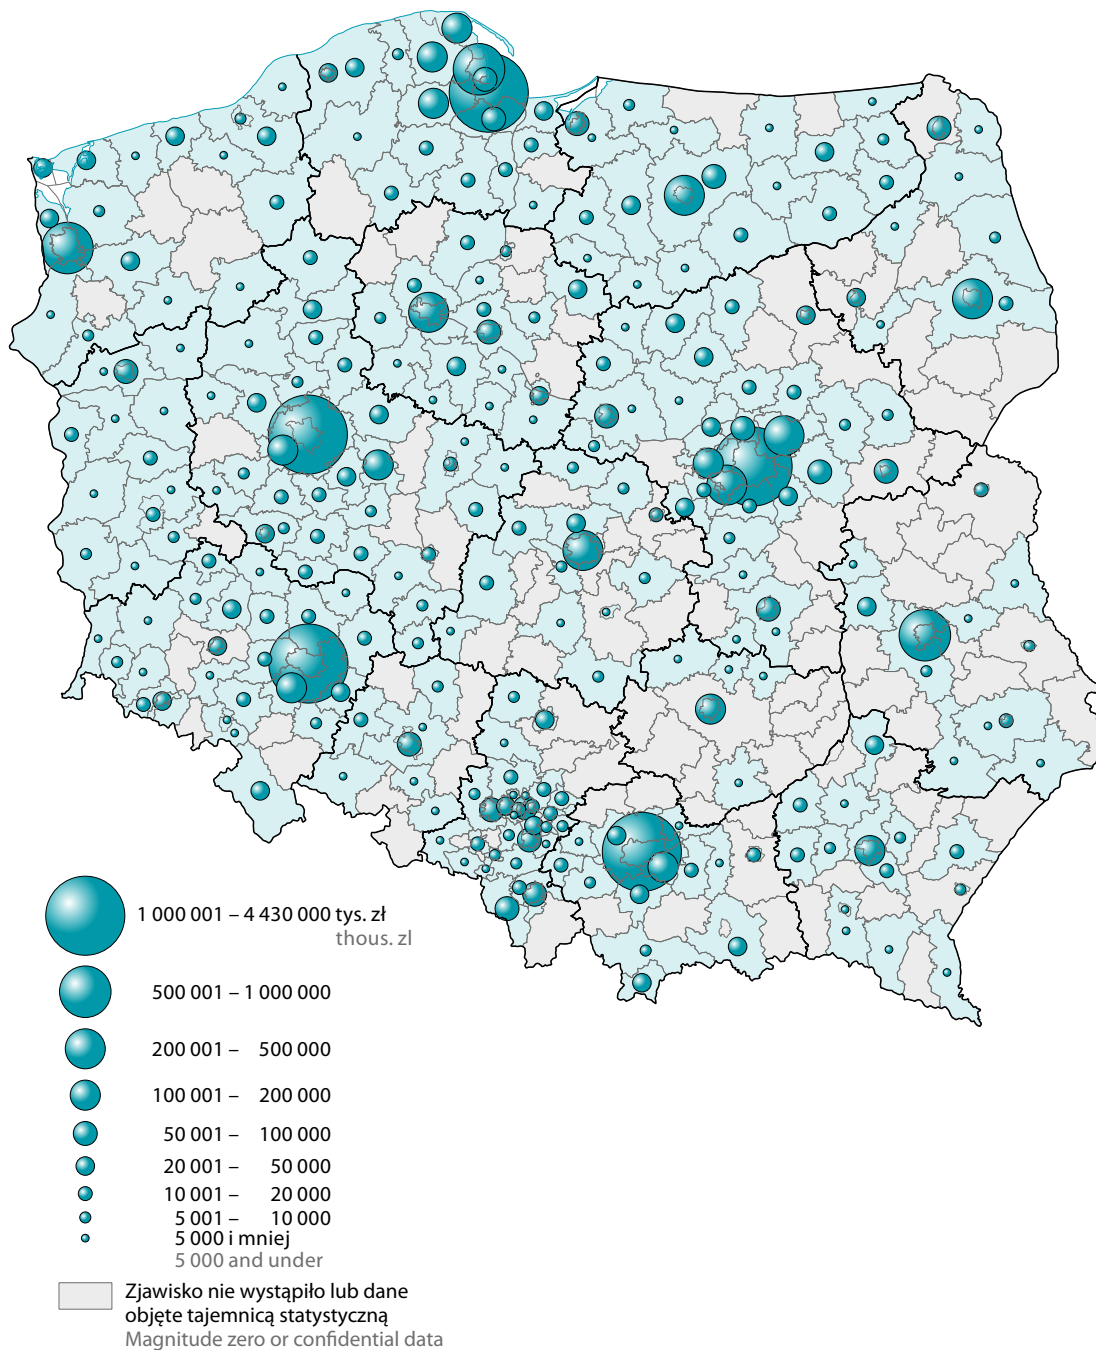 1 000 001 – 4 430 000 tys. zł
thous. zl
500 001 – 1 000 000
200 001 – 500 000
100 001 – 200 000
50 001 – 100 000
20 001 – 50 000
10 001 – 20 000
5 001 – 10 000
5 000 i mniej
5 000 and under
Zjawisko nie wystąpiło lub dane
objęte tajemnicą statystyczną
Magnitude zero or confidential data